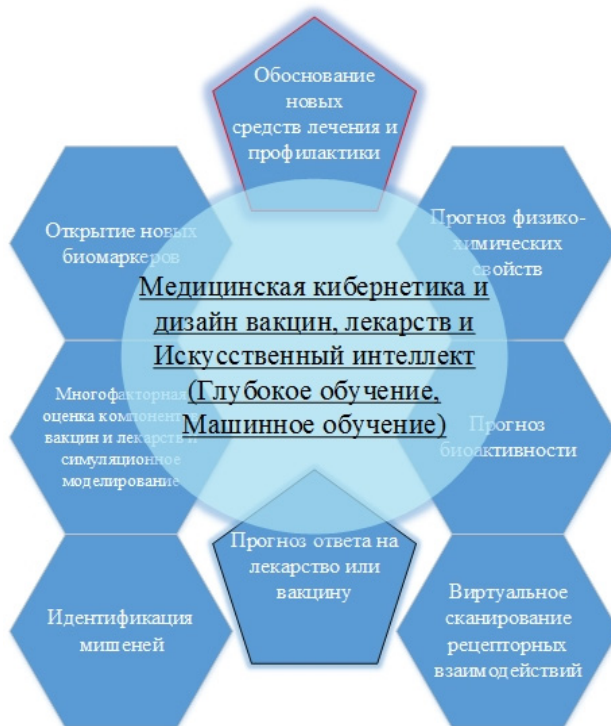 Обоснование
новых
средств лечения и
профилактики
Открытие новых
биомаркеров
Прогноз физико-
химических
свойств
Медицинская кибернетика и
дизайн вакцин, лекарств и
Искусственный интеллект
(Глубокое обучение,
Машинное обучение)
Многофакторная
оценка компонентов
вакцин и лекарств и
симуляционное
моделирование
Прогноз
биоактивности
Прогноз ответа на
лекарство или
вакцину
Идентификация
мишеней
Виртуальное
сканирование
рецепторных
взаимодействий